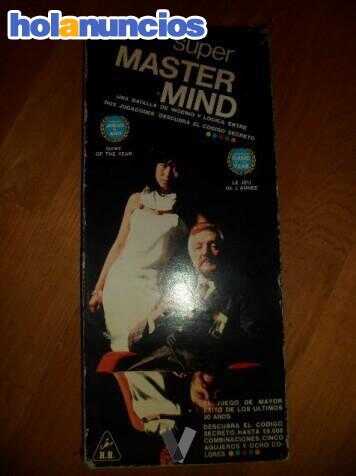 holanuncios
super
MASTER
MIND
UNA BATALLA DE INGENIO Y LOGICA ENTRE
DOS JUGADORES DESCUBRA EL CODIGO SECRETO
GAME
OF THE YEAR
LE JEU
DE L'ANNEE
EL JUEGO DE MAYOR
EXITO DE LOS ULTIMOS
30 AÑOS
DESCUBRA EL CODIGO
SECRETO HASTA 59.000
COMBINACIONES, CINCO
AGUJEROS Y OCHO CO-
LORES